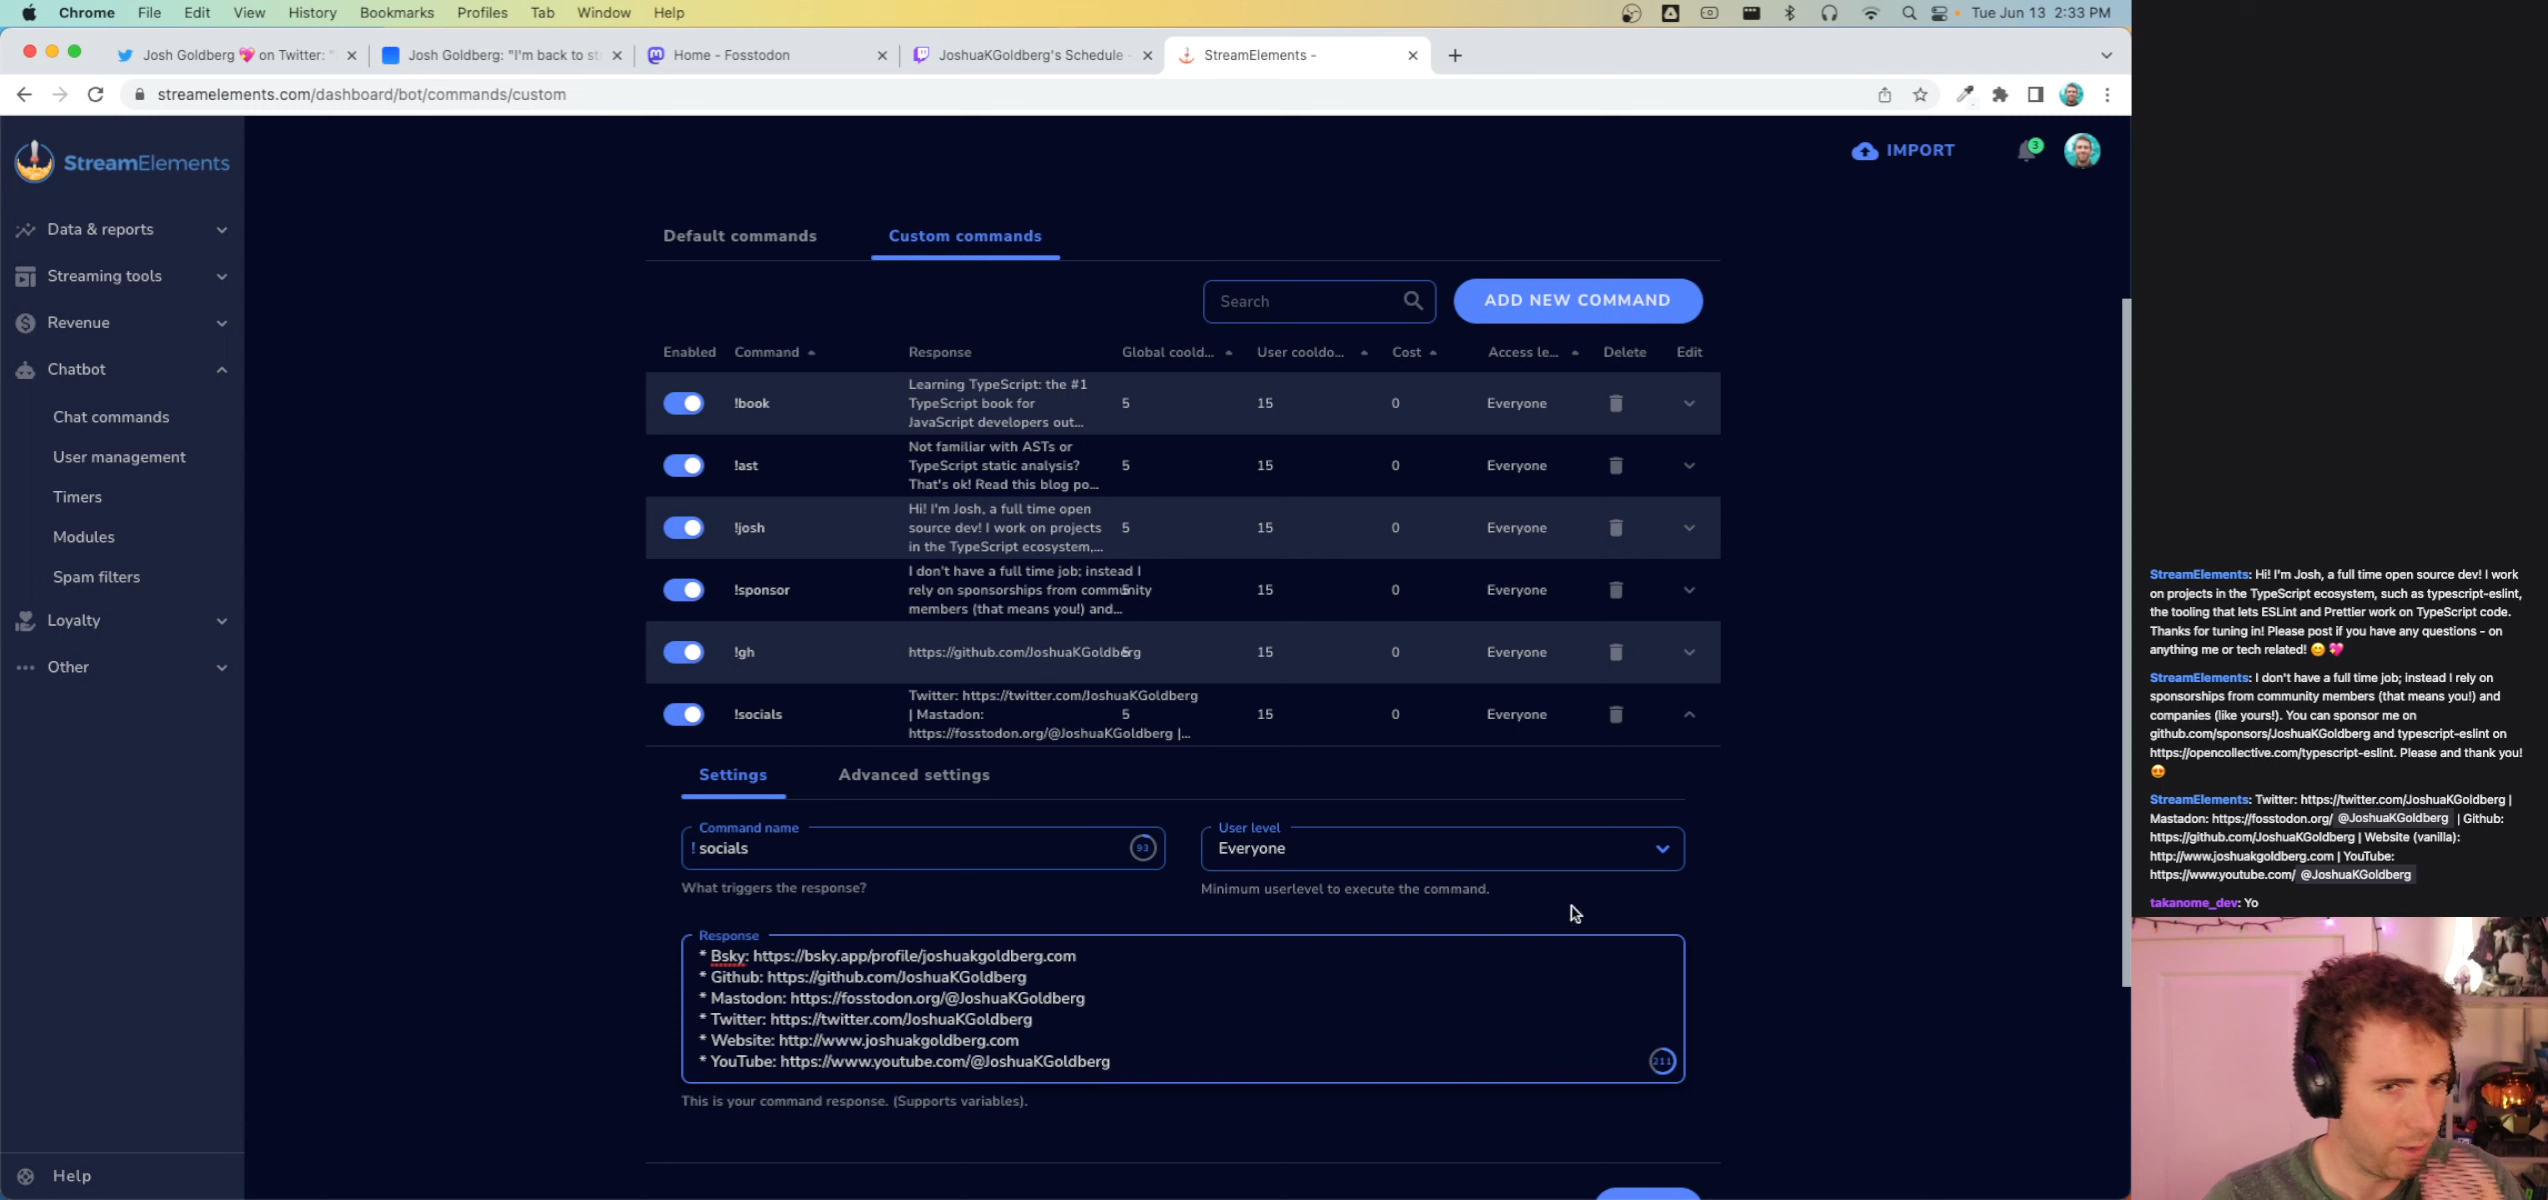 Chrome File Edit View History Bookmarks Profiles Tab Window Help
Tue Jun 13 2:33 PM
Josh Goldberg 💖 on Twitter: "
Josh Goldberg: "I'm back to st
Home - Fosstodon
JoshuaKGoldberg's Schedule -
StreamElements -
streamelements.com/dashboard/bot/commands/custom
StreamElements
IMPORT
3
Data & reports
Streaming tools
Revenue
Chatbot
Chat commands
User management
Timers
Modules
Spam filters
Loyalty
Other
Help
Default commands
Custom commands
Search
ADD NEW COMMAND
Enabled Command Response Global coold... User cooldo... Cost Access le... Delete Edit
!book
Learning TypeScript: the #1
TypeScript book for
JavaScript developers out...
5 15 0 Everyone
!ast
Not familiar with ASTs or
TypeScript static analysis?
That's ok! Read this blog po...
5 15 0 Everyone
!josh
Hi! I'm Josh, a full time open
source dev! I work on projects
in the TypeScript ecosystem,...
5 15 0 Everyone
!sponsor
I don't have a full time job; instead I
rely on sponsorships from community
members (that means you!) and...
5 15 0 Everyone
!gh
https://github.com/JoshuaKGoldberg
5 15 0 Everyone
!socials
Twitter: https://twitter.com/JoshuaKGoldberg
| Mastadon:
https://fosstodon.org/@JoshuaKGoldberg |...
5 15 0 Everyone
Settings
Advanced settings
Command name
! socials
93
What triggers the response?
User level
Everyone
Minimum userlevel to execute the command.
Response
* Bsky: https://bsky.app/profile/joshuakgoldberg.com
* Github: https://github.com/JoshuaKGoldberg
* Mastodon: https://fosstodon.org/@JoshuaKGoldberg
* Twitter: https://twitter.com/JoshuaKGoldberg
* Website: http://www.joshuakgoldberg.com
* YouTube: https://www.youtube.com/@JoshuaKGoldberg
211
This is your command response. (Supports variables).
StreamElements: Hi! I'm Josh, a full time open source dev! I work
on projects in the TypeScript ecosystem, such as typescript-eslint,
the tooling that lets ESLint and Prettier work on TypeScript code.
Thanks for tuning in! Please post if you have any questions - on
anything me or tech related! 😊 💖
StreamElements: I don't have a full time job; instead I rely on
sponsorships from community members (that means you!) and
companies (like yours!). You can sponsor me on
github.com/sponsors/JoshuaKGoldberg and typescript-eslint on
https://opencollective.com/typescript-eslint. Please and thank you!
😍
StreamElements: Twitter: https://twitter.com/JoshuaKGoldberg |
Mastadon: https://fosstodon.org/ @JoshuaKGoldberg | Github:
https://github.com/JoshuaKGoldberg | Website (vanilla):
http://www.joshuakgoldberg.com | YouTube:
https://www.youtube.com/ @JoshuaKGoldberg
takanome_dev: Yo